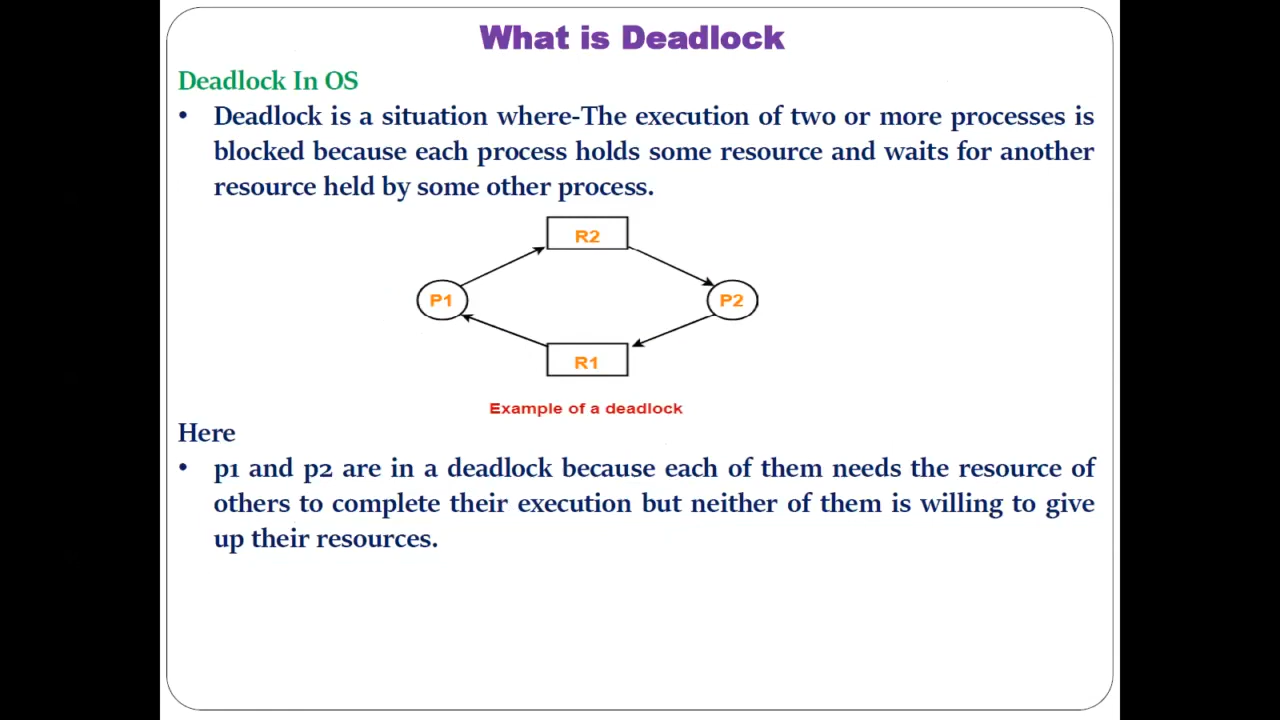 What is Deadlock
Deadlock In OS
• Deadlock is a situation where-The execution of two or more processes is
blocked because each process holds some resource and waits for another
resource held by some other process.
R2
P1
P2
R1
Example of a deadlock
Here
• p1 and p2 are in a deadlock because each of them needs the resource of
others to complete their execution but neither of them is willing to give
up their resources.